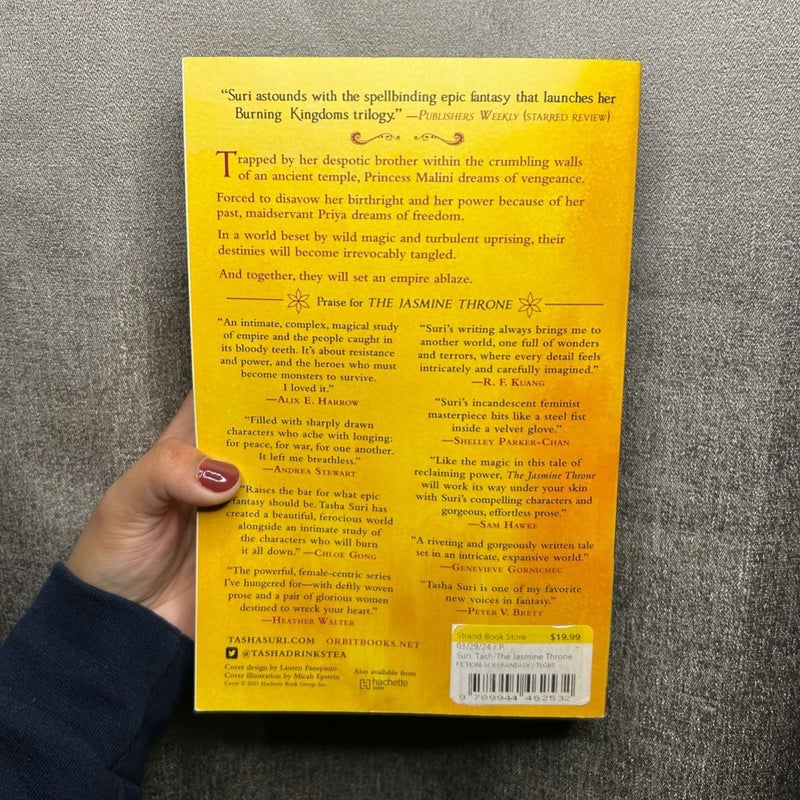 “Suri astounds with the spellbinding epic fantasy that launches her
Burning Kingdoms trilogy.” —Publishers Weekly (starred review)
Trapped by her despotic brother within the crumbling walls
of an ancient temple, Princess Malini dreams of vengeance.
Forced to disavow her birthright and her power because of her
past, maidservant Priya dreams of freedom.
In a world beset by wild magic and turbulent uprising, their
destinies will become irrevocably tangled.
And together, they will set an empire ablaze.
Praise for THE JASMINE THRONE
“An intimate, complex, magical study
of empire and the people caught in
its bloody teeth. It’s about resistance
and power, and the heroes who must
become monsters to survive.
I loved it.”
—Alix E. Harrow
“Filled with sharply drawn
characters who ache with longing:
for peace, for war, for one another.
It left me breathless.”
—Andrea Stewart
“Raises the bar for what epic
fantasy should be. Tasha Suri has
created a beautiful, ferocious world
alongside an intimate study of
the characters who will burn
it all down.” —Chloe Gong
“The powerful, female-centric series
I’ve hungered for—with deftly woven
prose and a pair of glorious women
destined to wreck your heart.”
—Heather Walter
“Suri’s writing always brings me to
another world, one full of wonders
and terrors, where every detail feels
intricately and carefully imagined.”
—R. F. Kuang
“Suri’s incandescent feminist
masterpiece hits like a steel fist
inside a velvet glove.”
—Shelley Parker-Chan
“Like the magic in this tale of
reclaiming power, The Jasmine Throne
will work its way under your skin
with Suri’s compelling characters and
gorgeous, effortless prose.”
—Sam Hawke
“A riveting and gorgeously written tale
set in an intricate, expansive world.”
—Genevieve Gornichec
“Tasha Suri is one of my favorite
new voices in fantasy.”
—Peter V. Brett
TASHASURI.COM ORBITBOOKS.NET
@TASHADRINKSTEA
Cover design by Lauren Panepinto
Cover illustration by Micah Epstein
Cover © 2021 Hachette Book Group, Inc.
Also available from
hachette
Strand Book Store $19.99
03/29/24 / P
Suri, Tash/The Jasmine Throne
FICTION-SCIFI/FANTASY / TLGBT
9 789944 462532